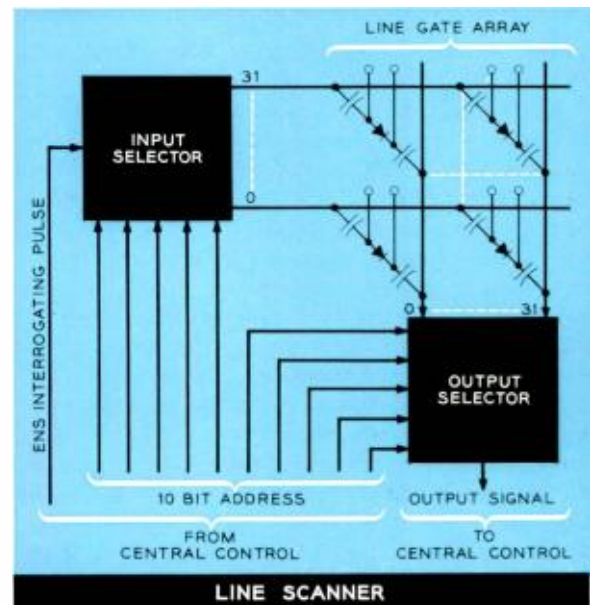 LINE GATE ARRAY
31
INPUT
SELECTOR
0
ENS INTERROGATING PULSE
0
31
OUTPUT
SELECTOR
10 BIT ADDRESS
OUTPUT SIGNAL
FROM
CENTRAL CONTROL
TO
CENTRAL CONTROL
LINE SCANNER